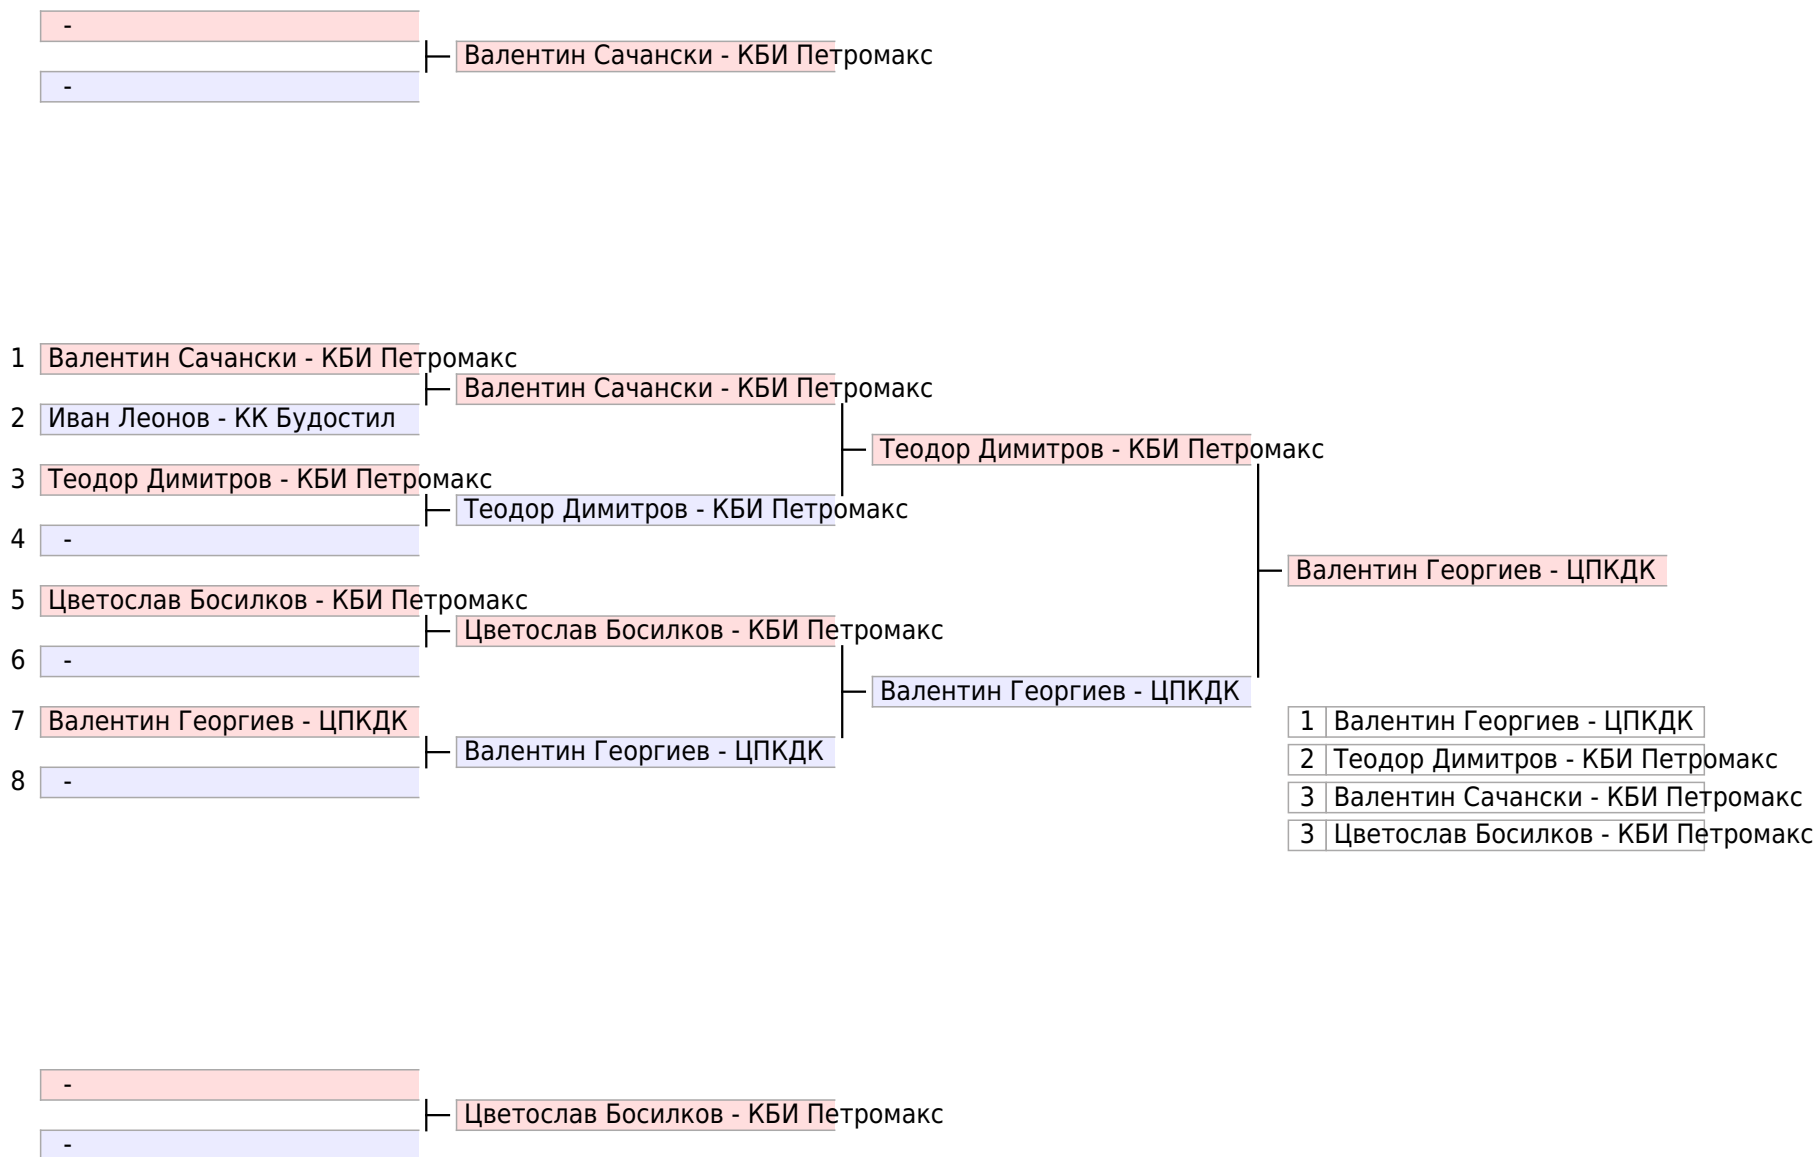 -
Валентин Сачански - КБИ Петромакс
-
1 Валентин Сачански - КБИ Петромакс
Валентин Сачански - КБИ Петромакс
2 Иван Леонов - КК Будостил
Теодор Димитров - КБИ Петромакс
3 Теодор Димитров - КБИ Петромакс
Теодор Димитров - КБИ Петромакс
4 -
Валентин Георгиев - ЦПКДК
5 Цветослав Босилков - КБИ Петромакс
Цветослав Босилков - КБИ Петромакс
6 -
Валентин Георгиев - ЦПКДК
7 Валентин Георгиев - ЦПКДК
Валентин Георгиев - ЦПКДК
8 -
1 Валентин Георгиев - ЦПКДК
2 Теодор Димитров - КБИ Петромакс
3 Валентин Сачански - КБИ Петромакс
3 Цветослав Босилков - КБИ Петромакс
-
Цветослав Босилков - КБИ Петромакс
-